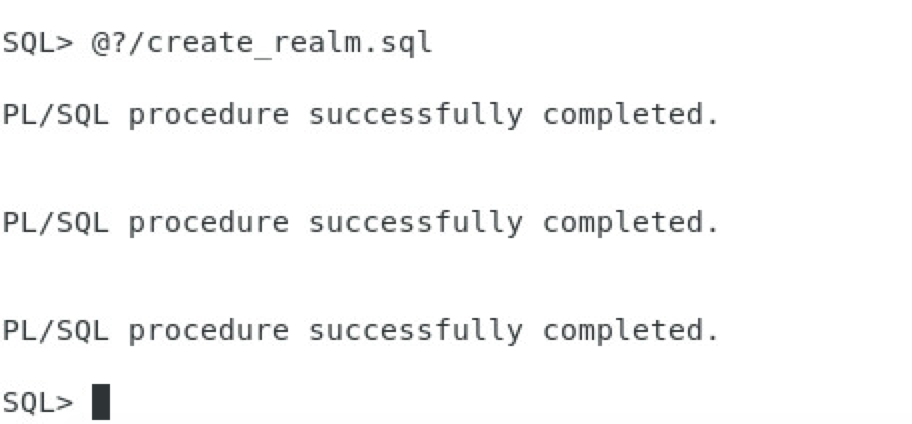 SQL> @?/create_realm.sql
PL/SQL procedure successfully completed.
PL/SQL procedure successfully completed.
PL/SQL procedure successfully completed.
SQL>